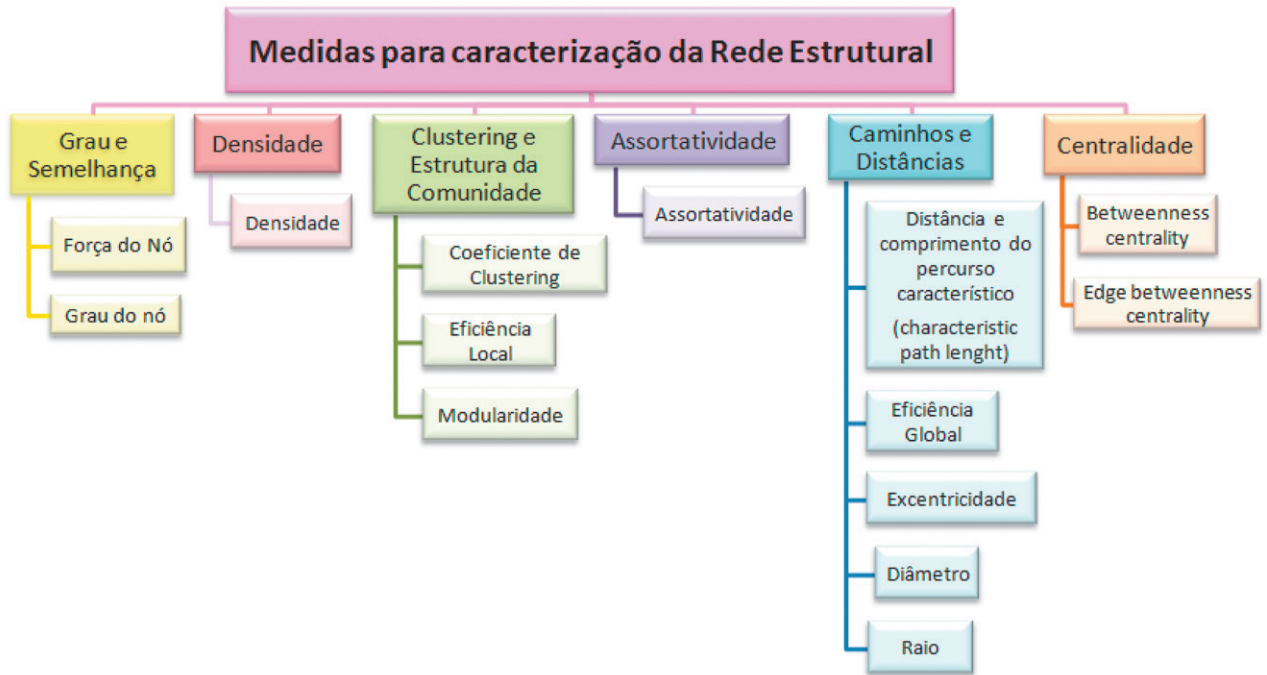 Medidas para caracterização da Rede Estrutural
Grau e
Semelhança
Força do Nó
Grau do nó
Densidade
Densidade
Clustering e
Estrutura da
Comunidade
Coeficiente de
Clustering
Eficiência
Local
Modularidade
Assortatividade
Assortatividade
Caminhos e
Distâncias
Distância e
comprimento do
percurso
característico
(characteristic
path lenght)
Eficiência
Global
Excentricidade
Diâmetro
Raio
Centralidade
Betweenness
centrality
Edge betweenness
centrality